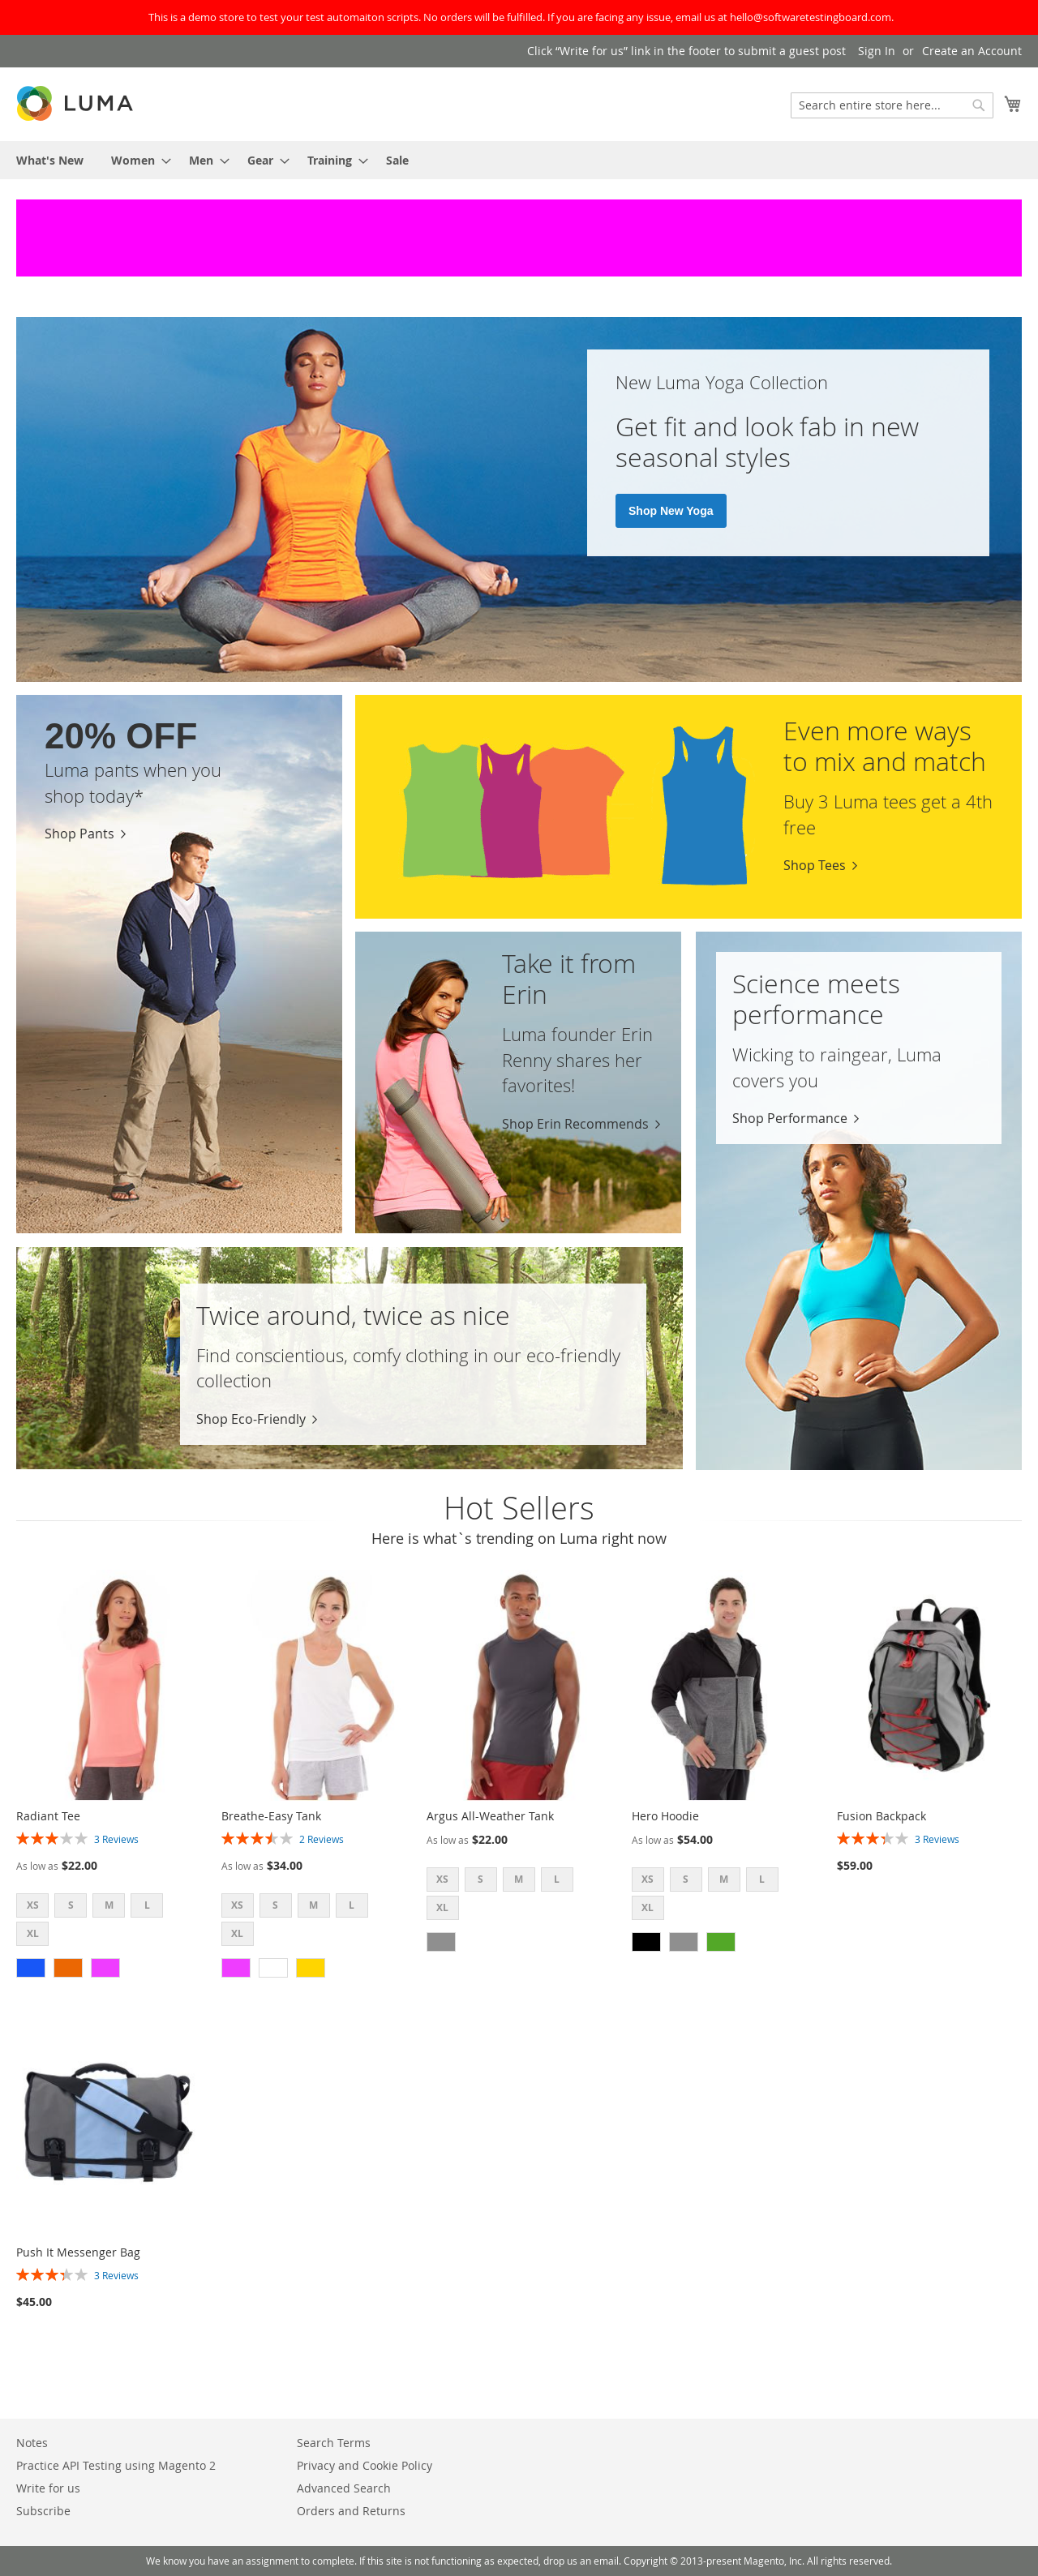 This is a demo store to test your test automaiton scripts. No orders will be fulfilled. If you are facing any issue, email us at hello@softwaretestingboard.com.
Click “Write for us” link in the footer to submit a guest post Sign In or Create an Account
LUMA
Search entire store here...
What's New Women Men Gear Training Sale
New Luma Yoga Collection
Get fit and look fab in new
seasonal styles
Shop New Yoga
20% OFF
Luma pants when you
shop today*
Shop Pants
Even more ways
to mix and match
Buy 3 Luma tees get a 4th
free
Shop Tees
Take it from
Erin
Luma founder Erin
Renny shares her
favorites!
Shop Erin Recommends
Science meets
performance
Wicking to raingear, Luma
covers you
Shop Performance
Twice around, twice as nice
Find conscientious, comfy clothing in our eco-friendly
collection
Shop Eco-Friendly
Hot Sellers
Here is what`s trending on Luma right now
Radiant Tee
3 Reviews
As low as $22.00
XS S M L
XL
Breathe-Easy Tank
2 Reviews
As low as $34.00
XS S M L
XL
Argus All-Weather Tank
As low as $22.00
XS S M L
XL
Hero Hoodie
As low as $54.00
XS S M L
XL
Fusion Backpack
3 Reviews
$59.00
Push It Messenger Bag
3 Reviews
$45.00
Notes
Practice API Testing using Magento 2
Write for us
Subscribe
Search Terms
Privacy and Cookie Policy
Advanced Search
Orders and Returns
We know you have an assignment to complete. If this site is not functioning as expected, drop us an email. Copyright © 2013-present Magento, Inc. All rights reserved.